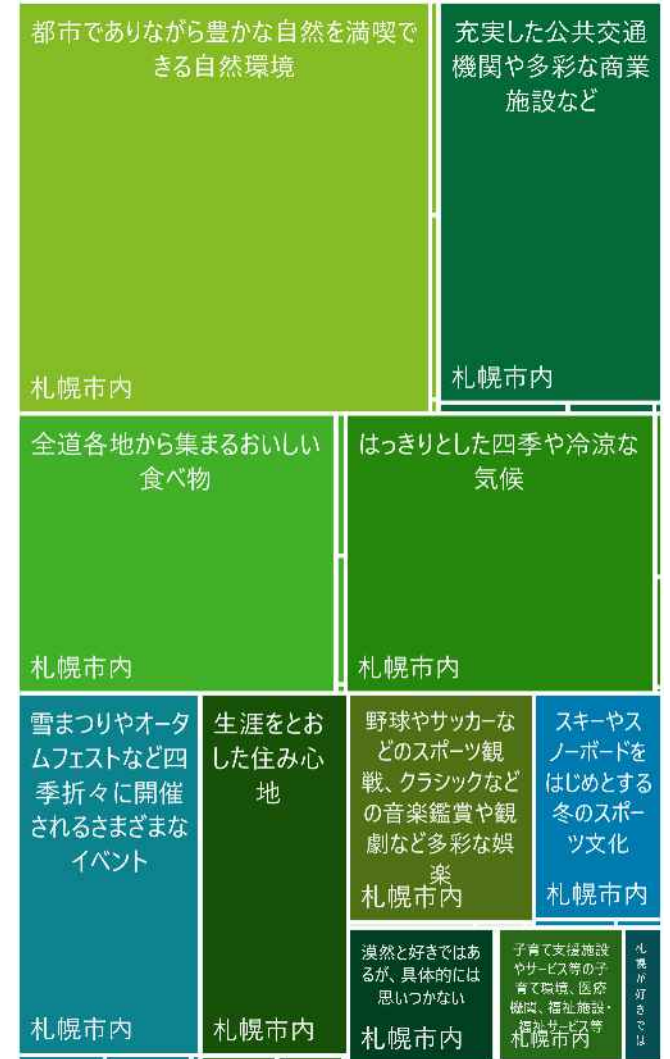 都市でありながら豊かな自然を満喫で
きる自然環境
札幌市内
充実した公共交通
機関や多彩な商業
施設など
札幌市内
全道各地から集まるおいしい
食べ物
札幌市内
はっきりとした四季や冷涼な
気候
札幌市内
雪まつりやオータ
ムフェストなど四
季折々に開催
されるさまざまな
イベント
札幌市内
生涯をとお
した住み心
地
札幌市内
野球やサッカーな
どのスポーツ観
戦、クラシックなど
の音楽鑑賞や観
劇など多彩な娯
楽
札幌市内
スキーやス
ノーボードを
はじめとする
冬のスポー
ツ文化
札幌市内
漠然と好きではあ
るが、具体的には
思いつかない
札幌市内
子育て支援施設
やサービス等の子
育て環境、医療
機関、福祉施設・
福祉サービス等
札幌市内
札幌が好きでは